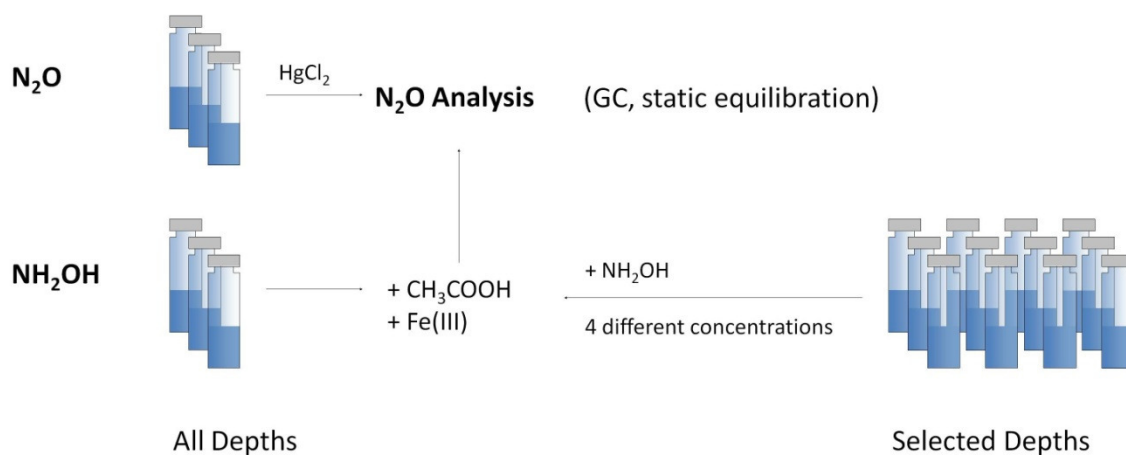 N₂O
HgCl₂
N₂O Analysis
(GC, static equilibration)
NH₂OH
+ CH₃COOH
+ Fe(III)
+ NH₂OH
4 different concentrations
All Depths
Selected Depths